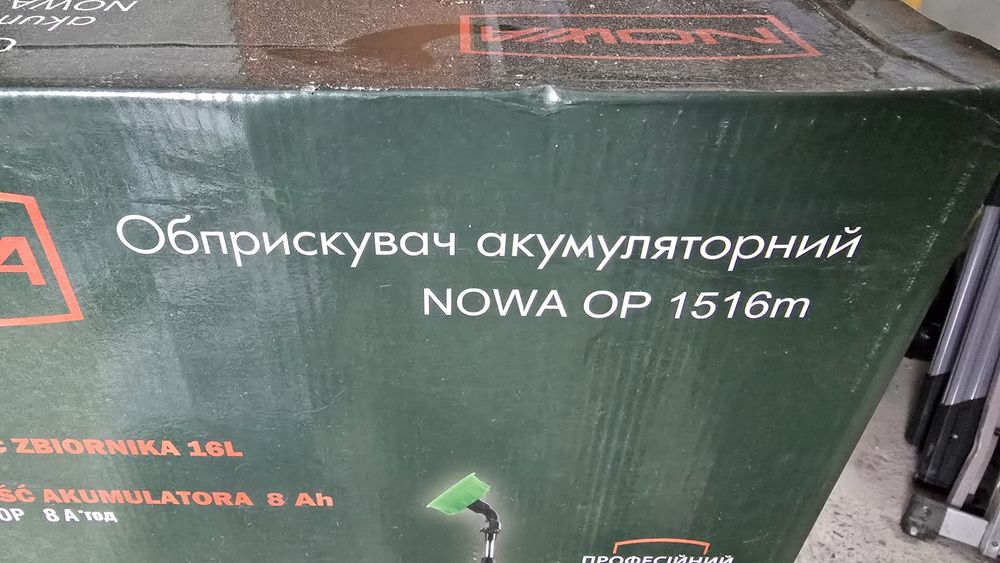 NOWA
Обприскувач акумуляторний
NOWA OP 1516m
ZBIORNIKA 16L
AKUMULATORA 8 Ah
8 А*год
ПРОФЕСІЙНИЙ